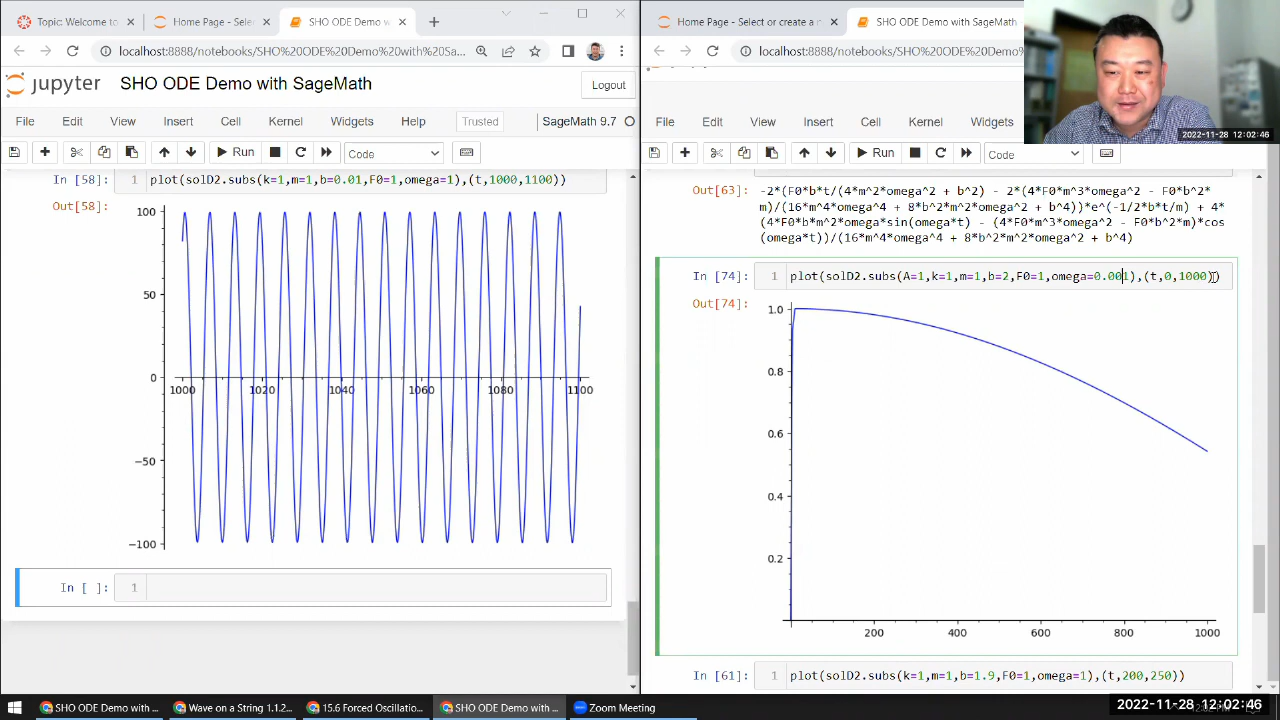 Topic: Welcome to
Home Page - Sele
SHO ODE Demo with SageMath
localhost:8888/notebooks/SHO%20ODE%20Demo%20with%20Sa...
jupyter SHO ODE Demo with SageMath
Logout
File Edit View Insert Cell Kernel Widgets Help Trusted SageMath 9.7
Run Code
In [58]: 1 plot(solD.subs(k=1,m=1,b=0.01,F0=1,omega=1),(t,1000,1100))
Out[58]:
100
50
0
1000 1020 1040 1060 1080 1100
−50
−100
In [ ]: 1
Home Page - Select or create a n
SHO ODE Demo with SageMath
localhost:8888/notebooks/SHO%20ODE%20Demo%
File Edit View Insert Cell Kernel Widgets
Run Code
Out[63]: -2*(F0*b*t/(4*m^2*omega^2 + b^2) - 2*(4*F0*m^3*omega^2 - F0*b^2*
m)/(16*m^4*omega^4 + 8*b^2*m^2*omega^2 + b^4))*e^(-1/2*b*t/m) + 4*
(4*F0*b*m^2*omega*sin(omega*t) - (4*F0*m^3*omega^2 - F0*b^2*m)*cos
(omega*t))/(16*m^4*omega^4 + 8*b^2*m^2*omega^2 + b^4)
In [74]: 1 plot(solD2.subs(A=1,k=1,m=1,b=2,F0=1,omega=0.001),(t,0,1000))
Out[74]:
1.0
0.8
0.6
0.4
0.2
200 400 600 800 1000
In [61]: 1 plot(solD2.subs(k=1,m=1,b=1.9,F0=1,omega=1),(t,200,250))
2022-11-28 12:02:46
SHO ODE Demo with ...
Wave on a String 1.1.2...
15.6 Forced Oscillatio...
SHO ODE Demo with ...
Zoom Meeting
2022-11-28 12:02:46